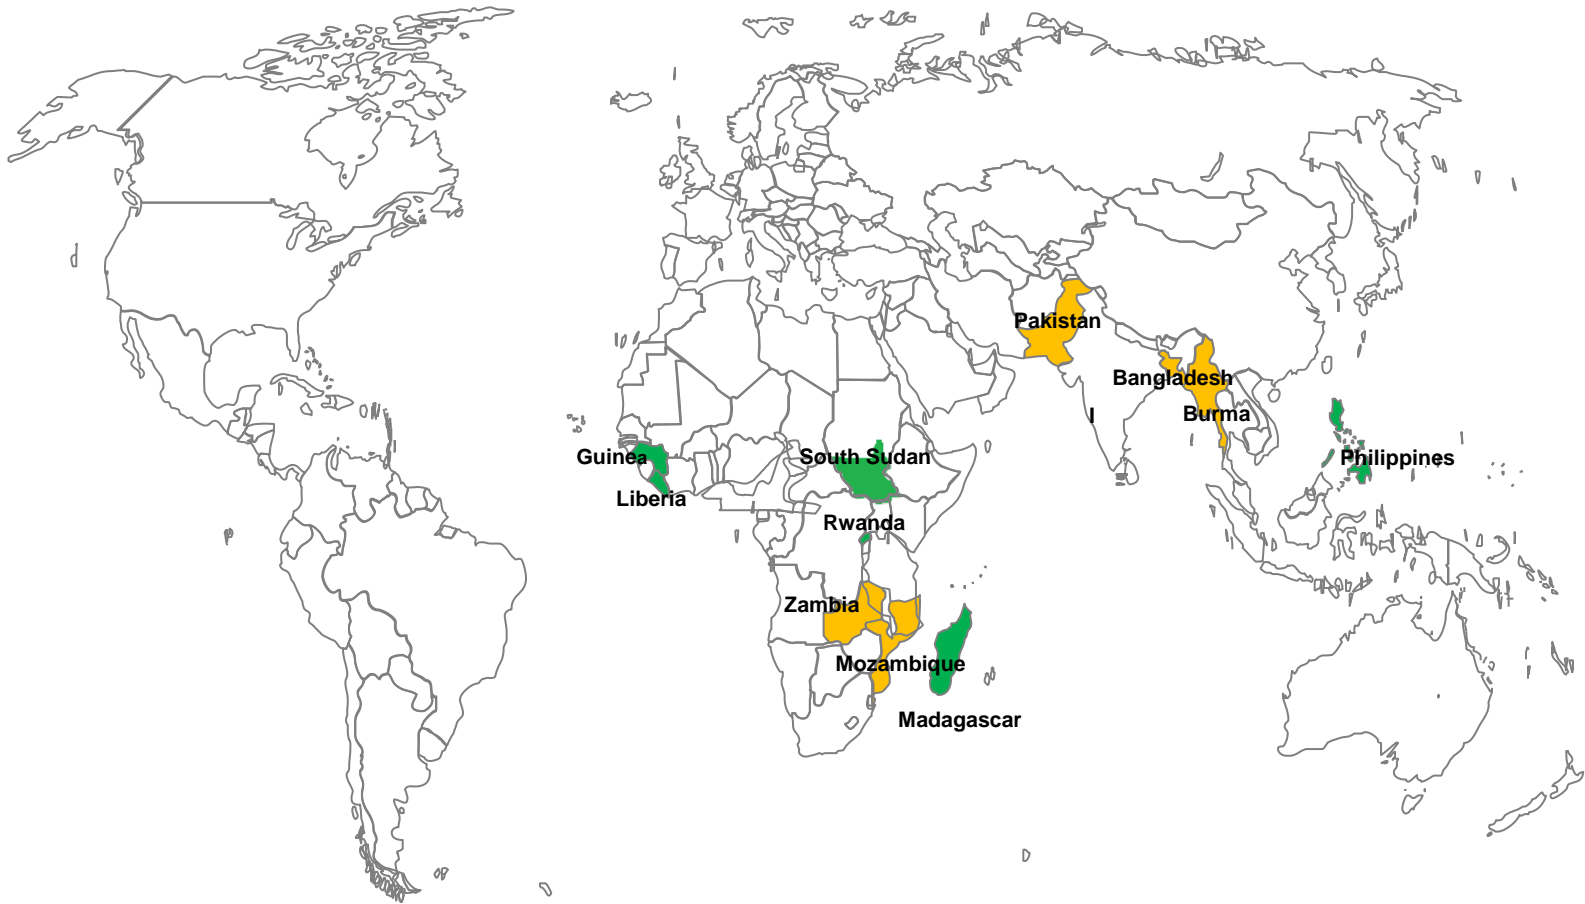 Pakistan
Bangladesh
Burma
Guinea
South Sudan
Philippines
Liberia
Rwanda
Zambia
Mozambique
Madagascar